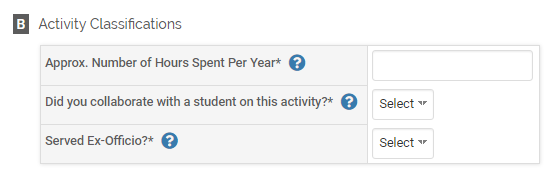 B Activity Classifications
Approx. Number of Hours Spent Per Year* ?
Did you collaborate with a student on this activity?* ? Select
Served Ex-Officio?* ? Select